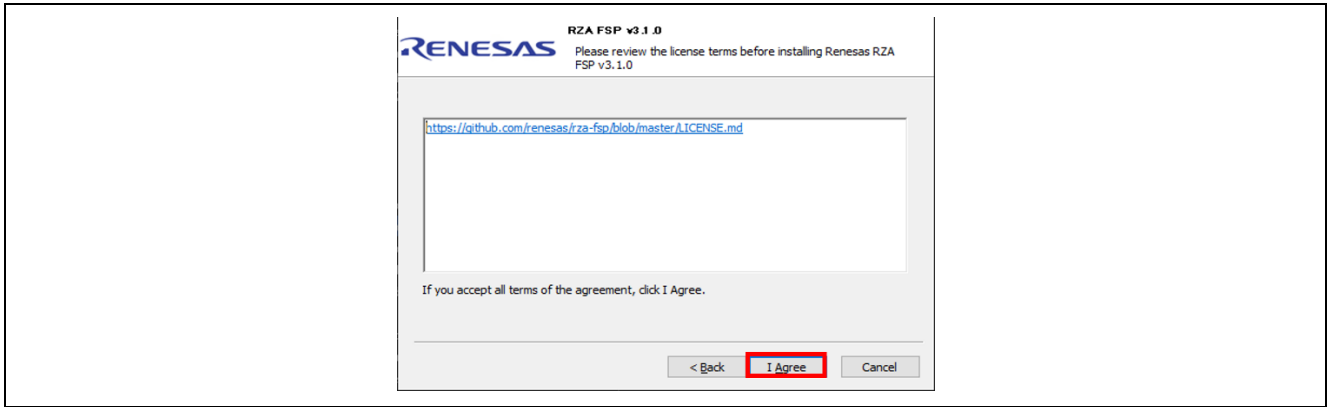 RZA FSP v3.1.0
RENESAS
Please review the license terms before installing Renesas RZA
FSP v3.1.0
https://github.com/renesas/rza-fsp/blob/master/LICENSE.md
If you accept all terms of the agreement, click I Agree.
< Back
I Agree
Cancel